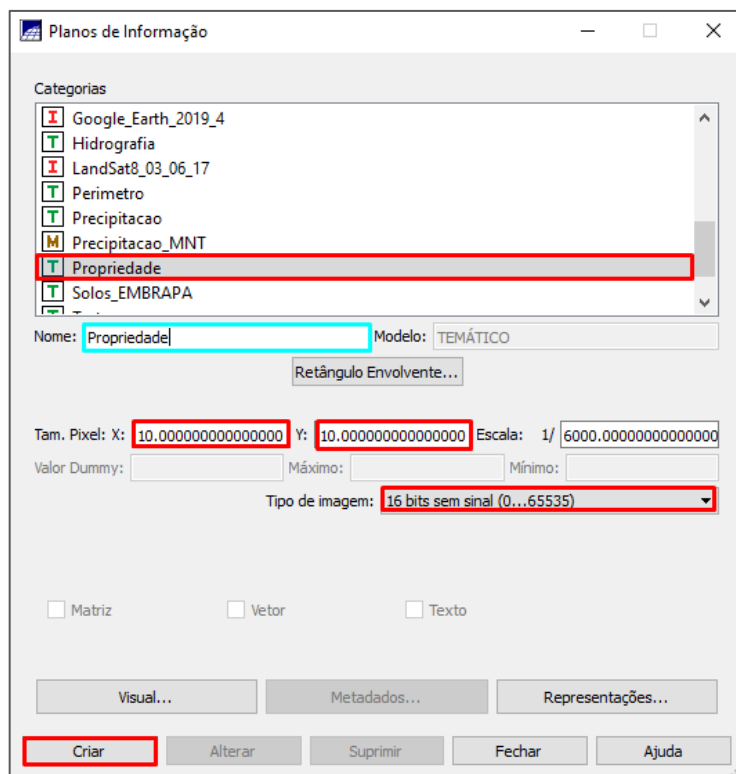 Planos de Informação
Categorias
I Google_Earth_2019_4
T Hidrografia
I LandSat8_03_06_17
T Perimetro
T Precipitacao
M Precipitacao_MNT
T Propriedade
T Solos_EMBRAPA
Nome: Propriedade Modelo: TEMÁTICO
Retângulo Envolvente...
Tam. Pixel: X: 10.000000000000000 Y: 10.000000000000000 Escala: 1/ 6000.00000000000000
Valor Dummy: Máximo: Mínimo:
Tipo de imagem: 16 bits sem sinal (0...65535)
Matriz Vetor Texto
Visual... Metadados... Representações...
Criar Alterar Suprimir Fechar Ajuda